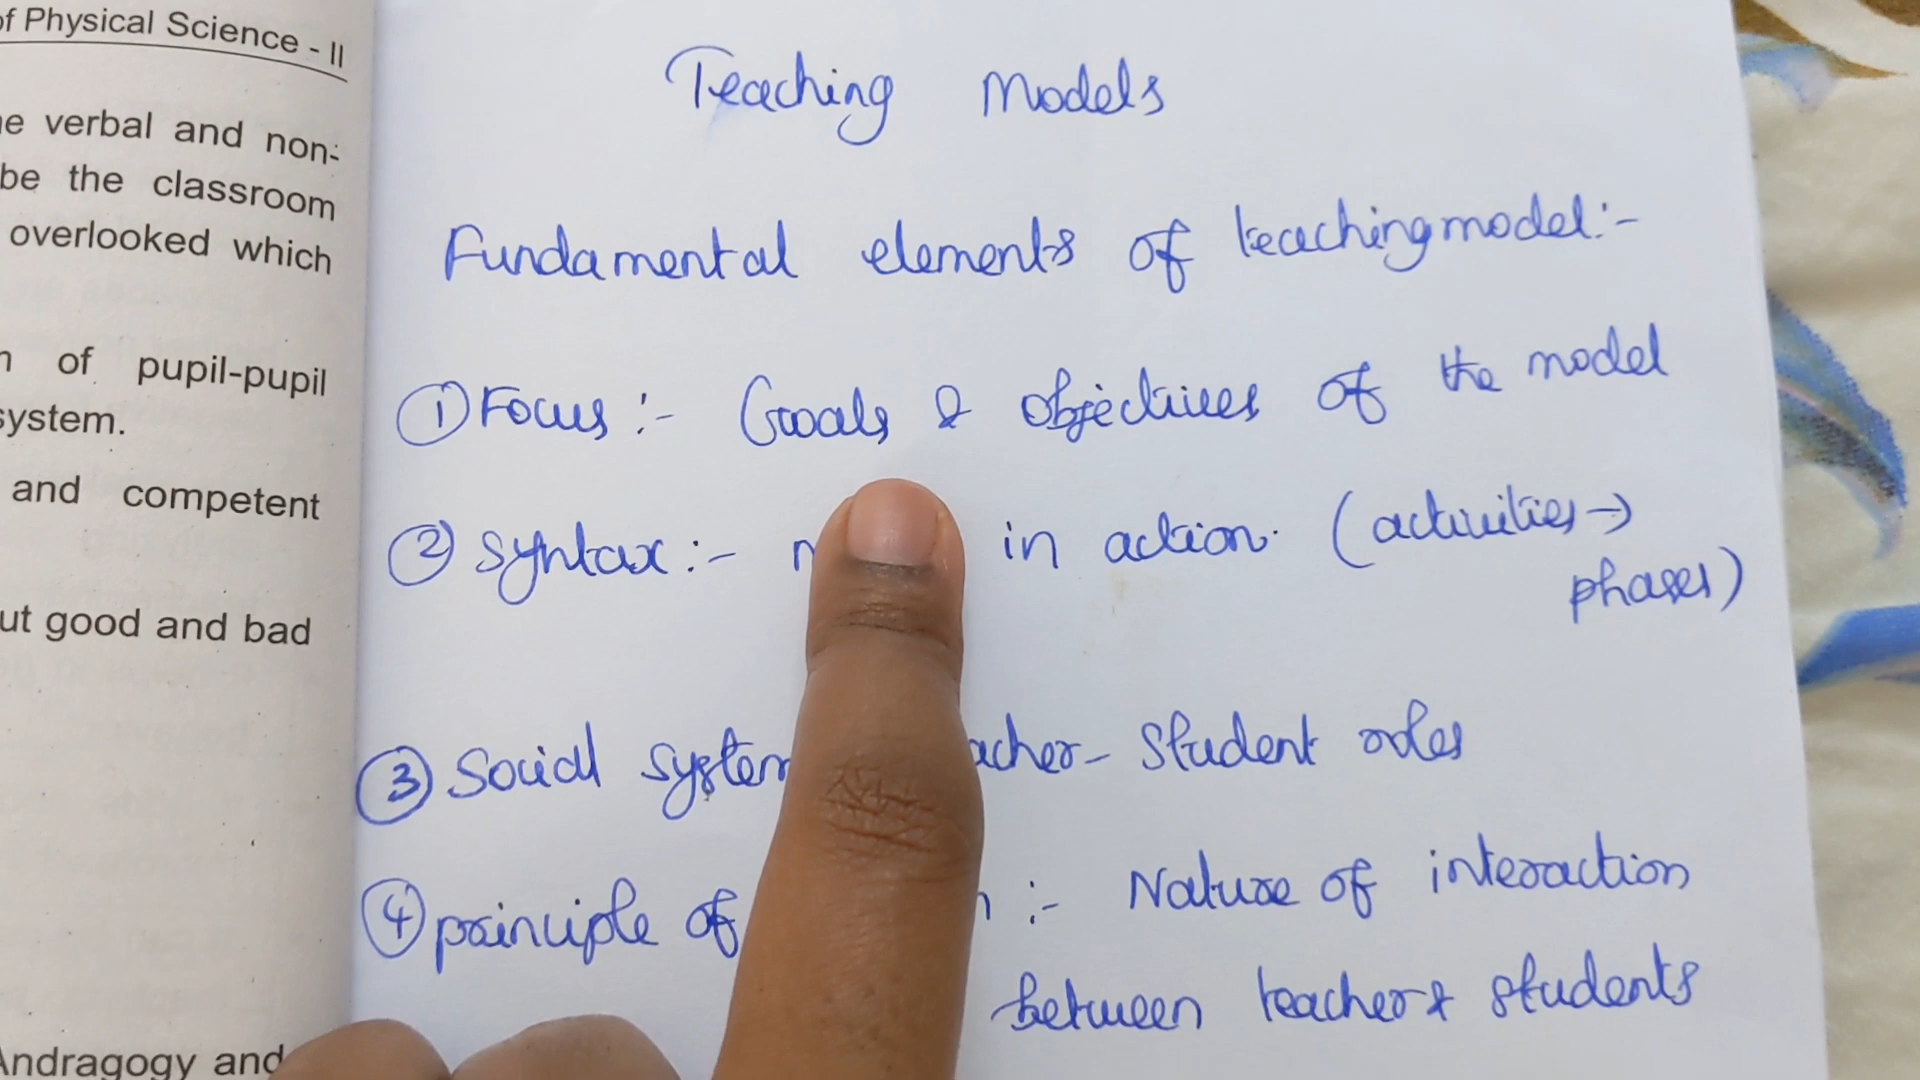 of Physical Science - II
verbal and non-
be the classroom
overlooked which
of pupil-pupil
system.
and competent
good and bad
Andragogy and
Teaching Models
Fundamental elements of teaching model:-
① Focus :- Goals & objectives of the model
② Syntax :- in action. (activities →
phases)
③ Social system - Student roles
④ principle of :- Nature of interaction
between teacher & students